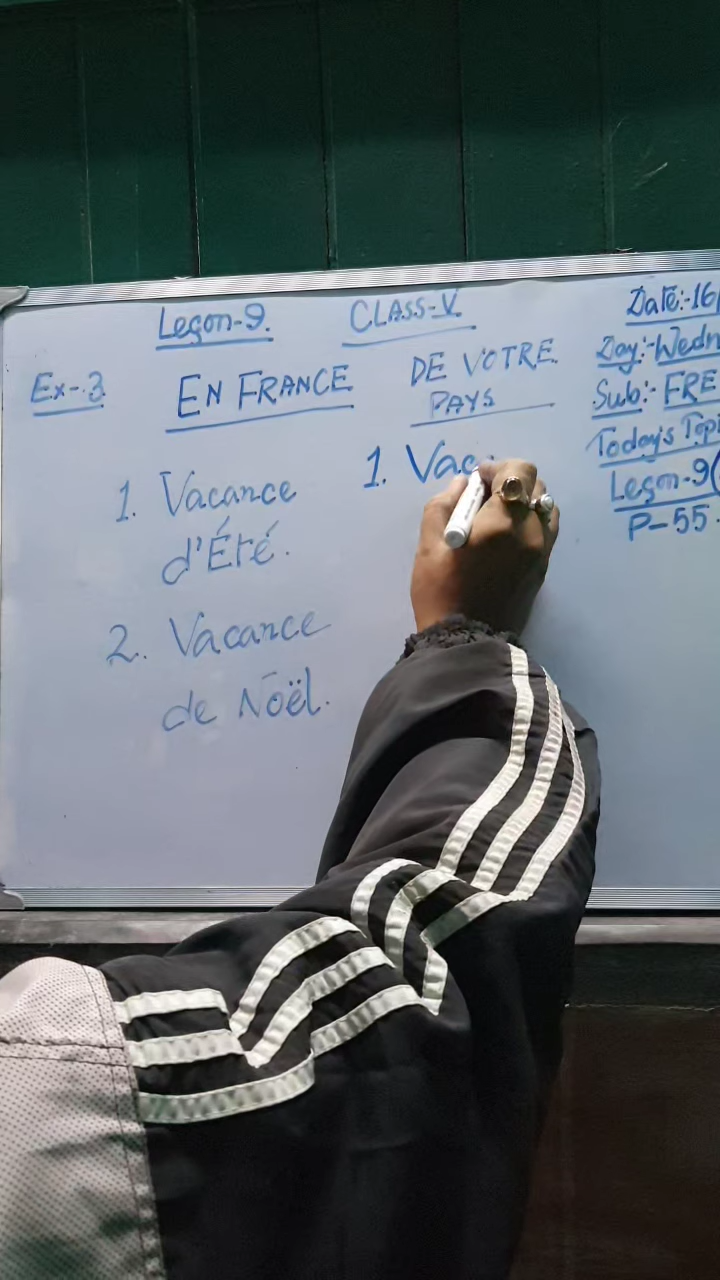 Leçon-9.
CLASS-V
Date:-16
Day:-Wedn
Ex-3
EN FRANCE
DE VOTRE
PAYS
Sub:- FRE
Today's Topi
Leçon-9(
P-55.
1. Vacance
d'Été.
2. Vacance
de Noël.
1. Vac